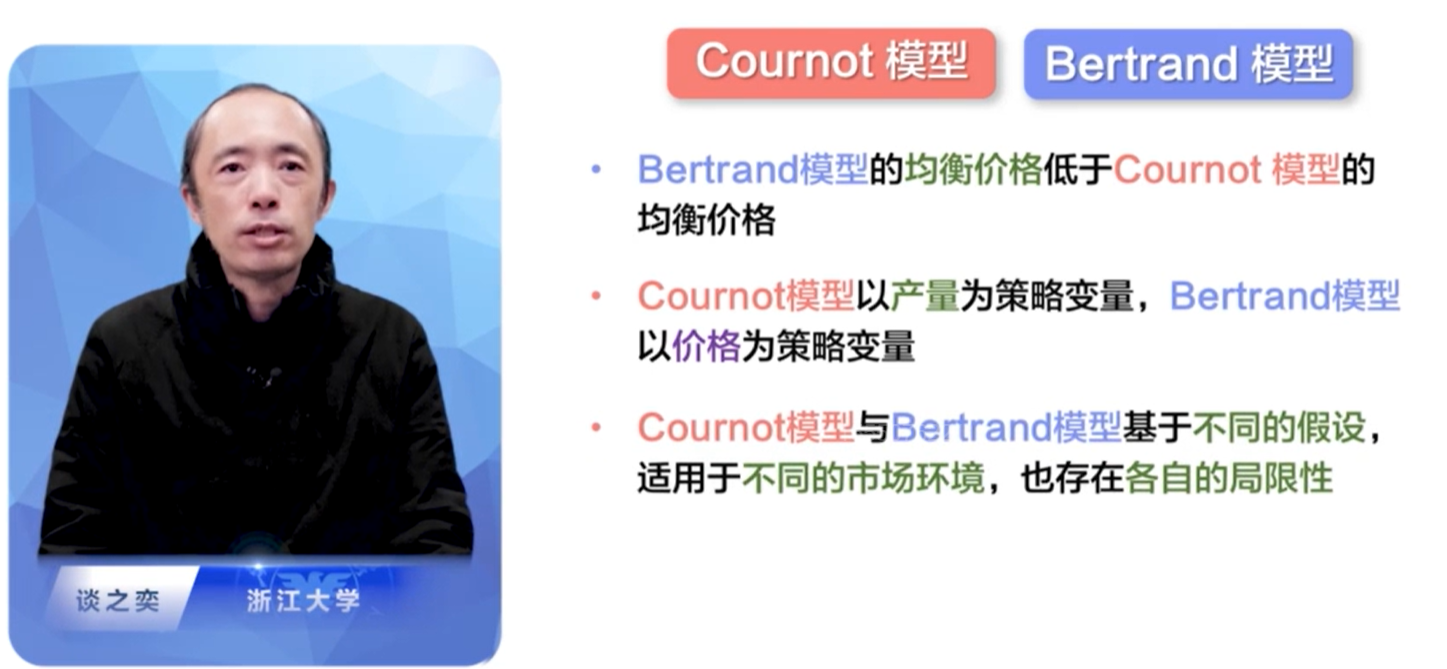 Cournot 模型
Bertrand 模型
• Bertrand模型的均衡价格低于Cournot 模型的
均衡价格
• Cournot模型以产量为策略变量，Bertrand模型
以价格为策略变量
• Cournot模型与Bertrand模型基于不同的假设，
适用于不同的市场环境，也存在各自的局限性
谈之奕
浙江大学